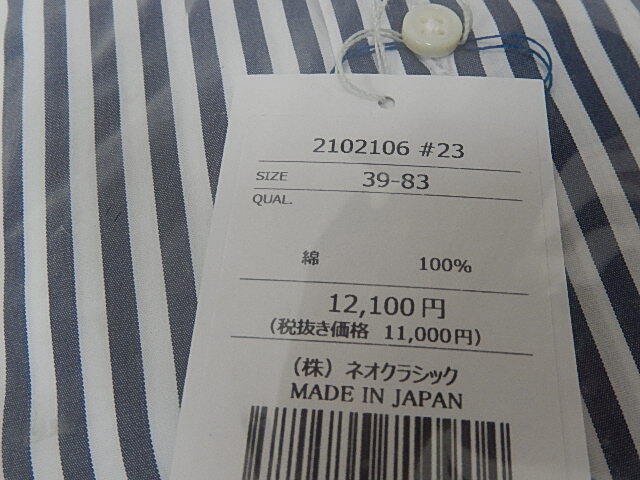 2102106 #23
SIZE 39-83
QUAL.
綿 100%
12,100円
(税抜き価格 11,000円)
(株) ネオクラシック
MADE IN JAPAN